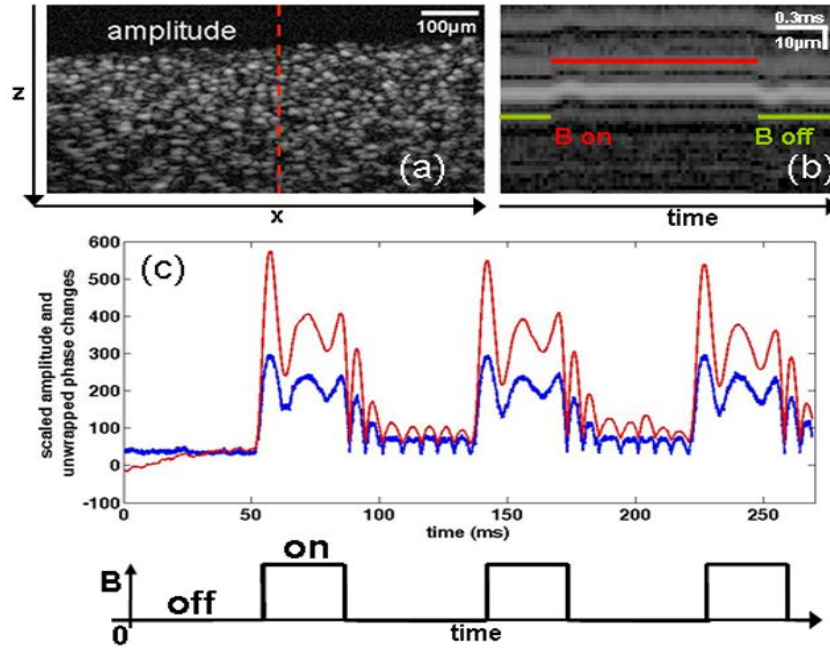 amplitude
100µm
(a)
z
x
0.3ms
10µm
B on
B off
(b)
time
(c)
scaled amplitude and
unwrapped phase changes
600
500
400
300
200
100
0
-100
0
50
100
150
200
250
time (ms)
B
on
off
0
time